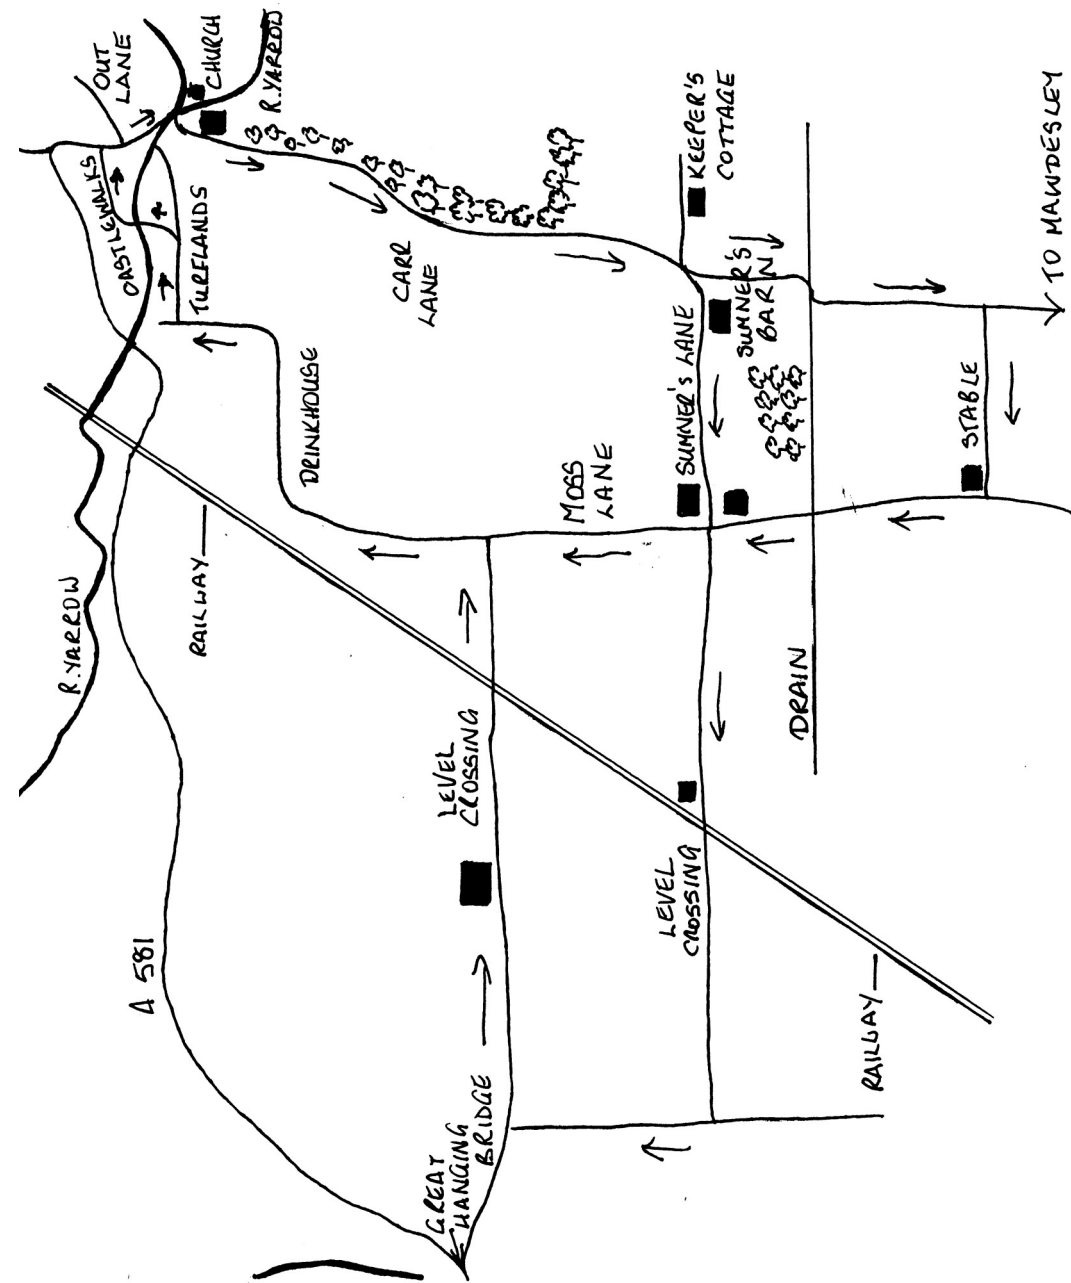 OUT
LANE
CHURCH
R. YARROW
CASTLEWALKS
TURFLANDS
CARR
LANE
KEEPER'S
COTTAGE
TO MAWDESLEY
SUMNER'S
BARN
SUMNER'S LANE
DRINKHOUSE
MOSS
LANE
STABLE
R. YARROW
RAILWAY
LEVEL
CROSSING
DRAIN
A 581
LEVEL
CROSSING
RAILWAY
GREAT
HANGING
BRIDGE